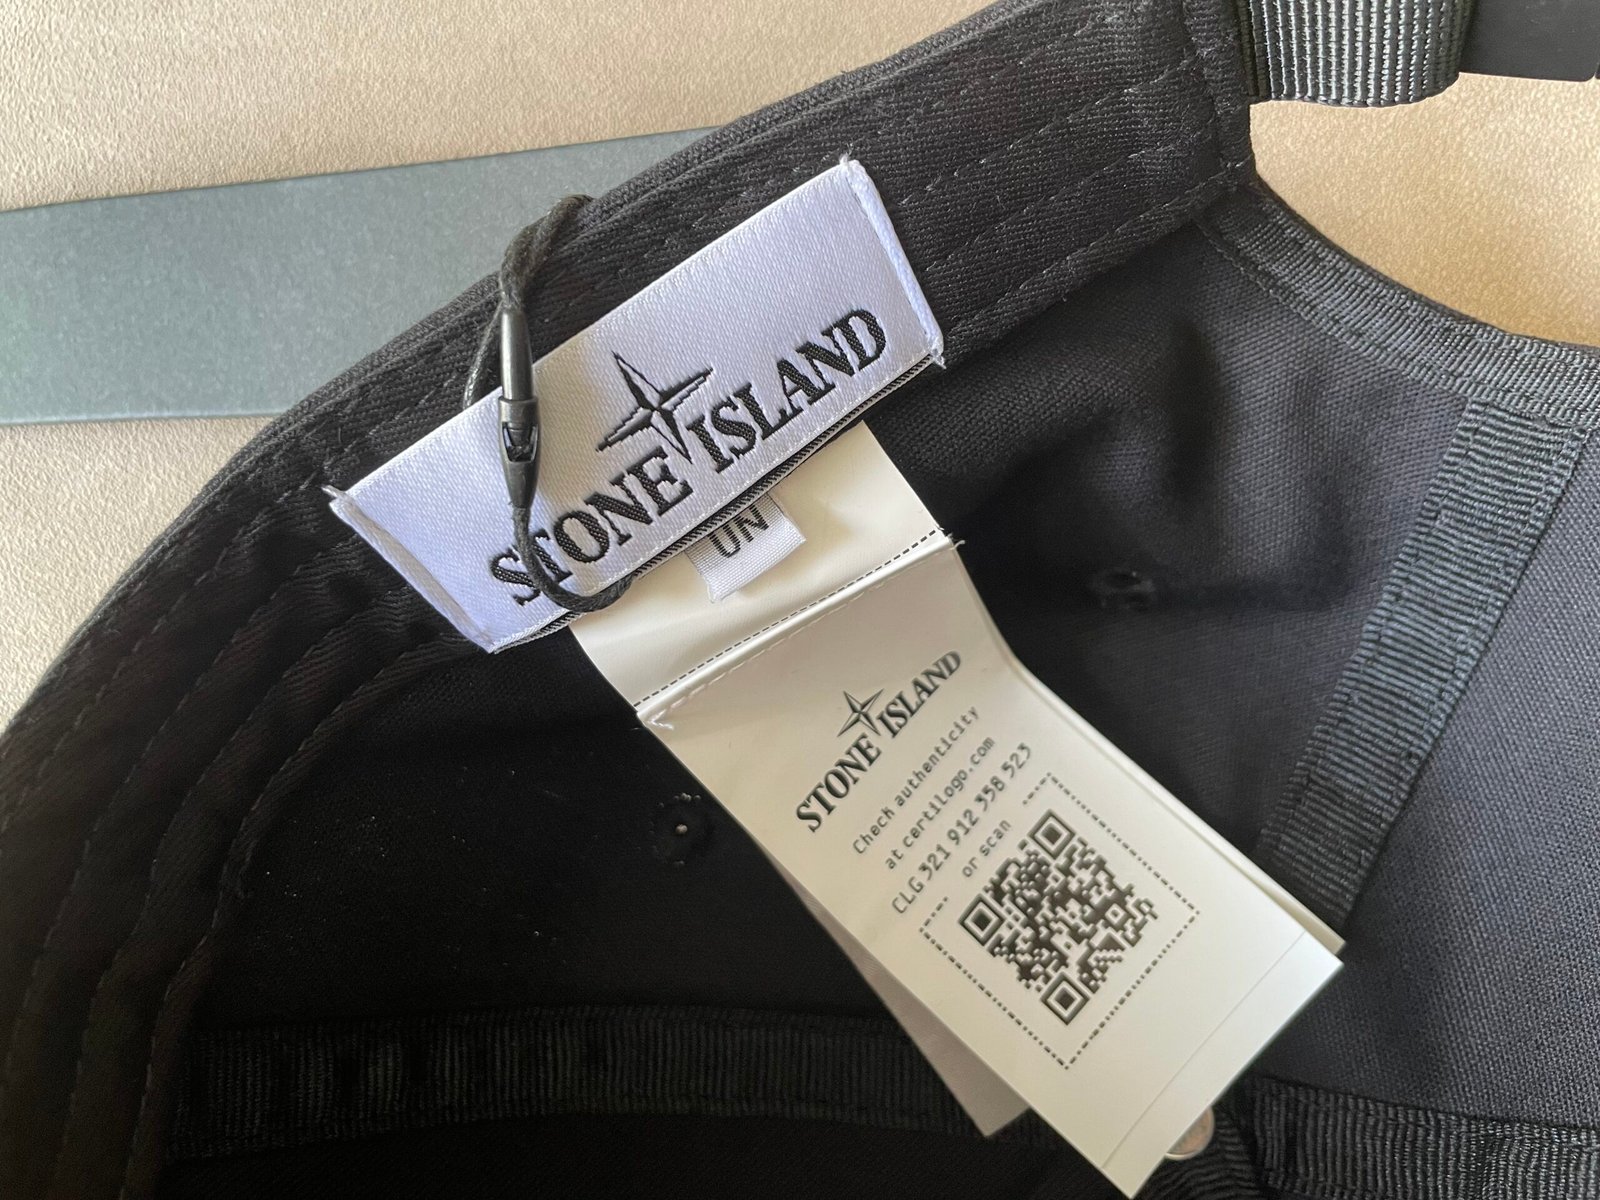 STONE ISLAND
UN
STONE ISLAND
Check authenticity
at certilogo.com
CLG 321 912 358 523
or scan